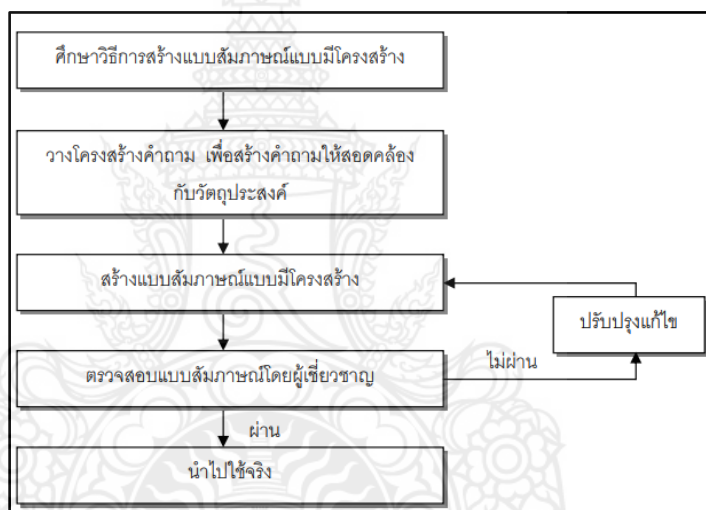 ศึกษาวิธีการสร้างแบบสัมภาษณ์แบบมีโครงสร้าง
วางโครงสร้างคำถาม เพื่อสร้างคำถามให้สอดคล้อง
กับวัตถุประสงค์
สร้างแบบสัมภาษณ์แบบมีโครงสร้าง
ปรับปรุงแก้ไข
ตรวจสอบแบบสัมภาษณ์โดยผู้เชี่ยวชาญ
ไม่ผ่าน
ผ่าน
นำไปใช้จริง